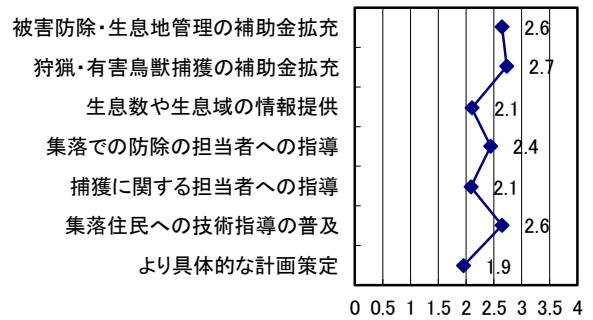 被害防除・生息地管理の補助金拡充 2.6
狩猟・有害鳥獣捕獲の補助金拡充 2.7
生息数や生息域の情報提供 2.1
集落での防除の担当者への指導 2.4
捕獲に関する担当者への指導 2.1
集落住民への技術指導の普及 2.6
より具体的な計画策定 1.9
0 0.5 1 1.5 2 2.5 3 3.5 4